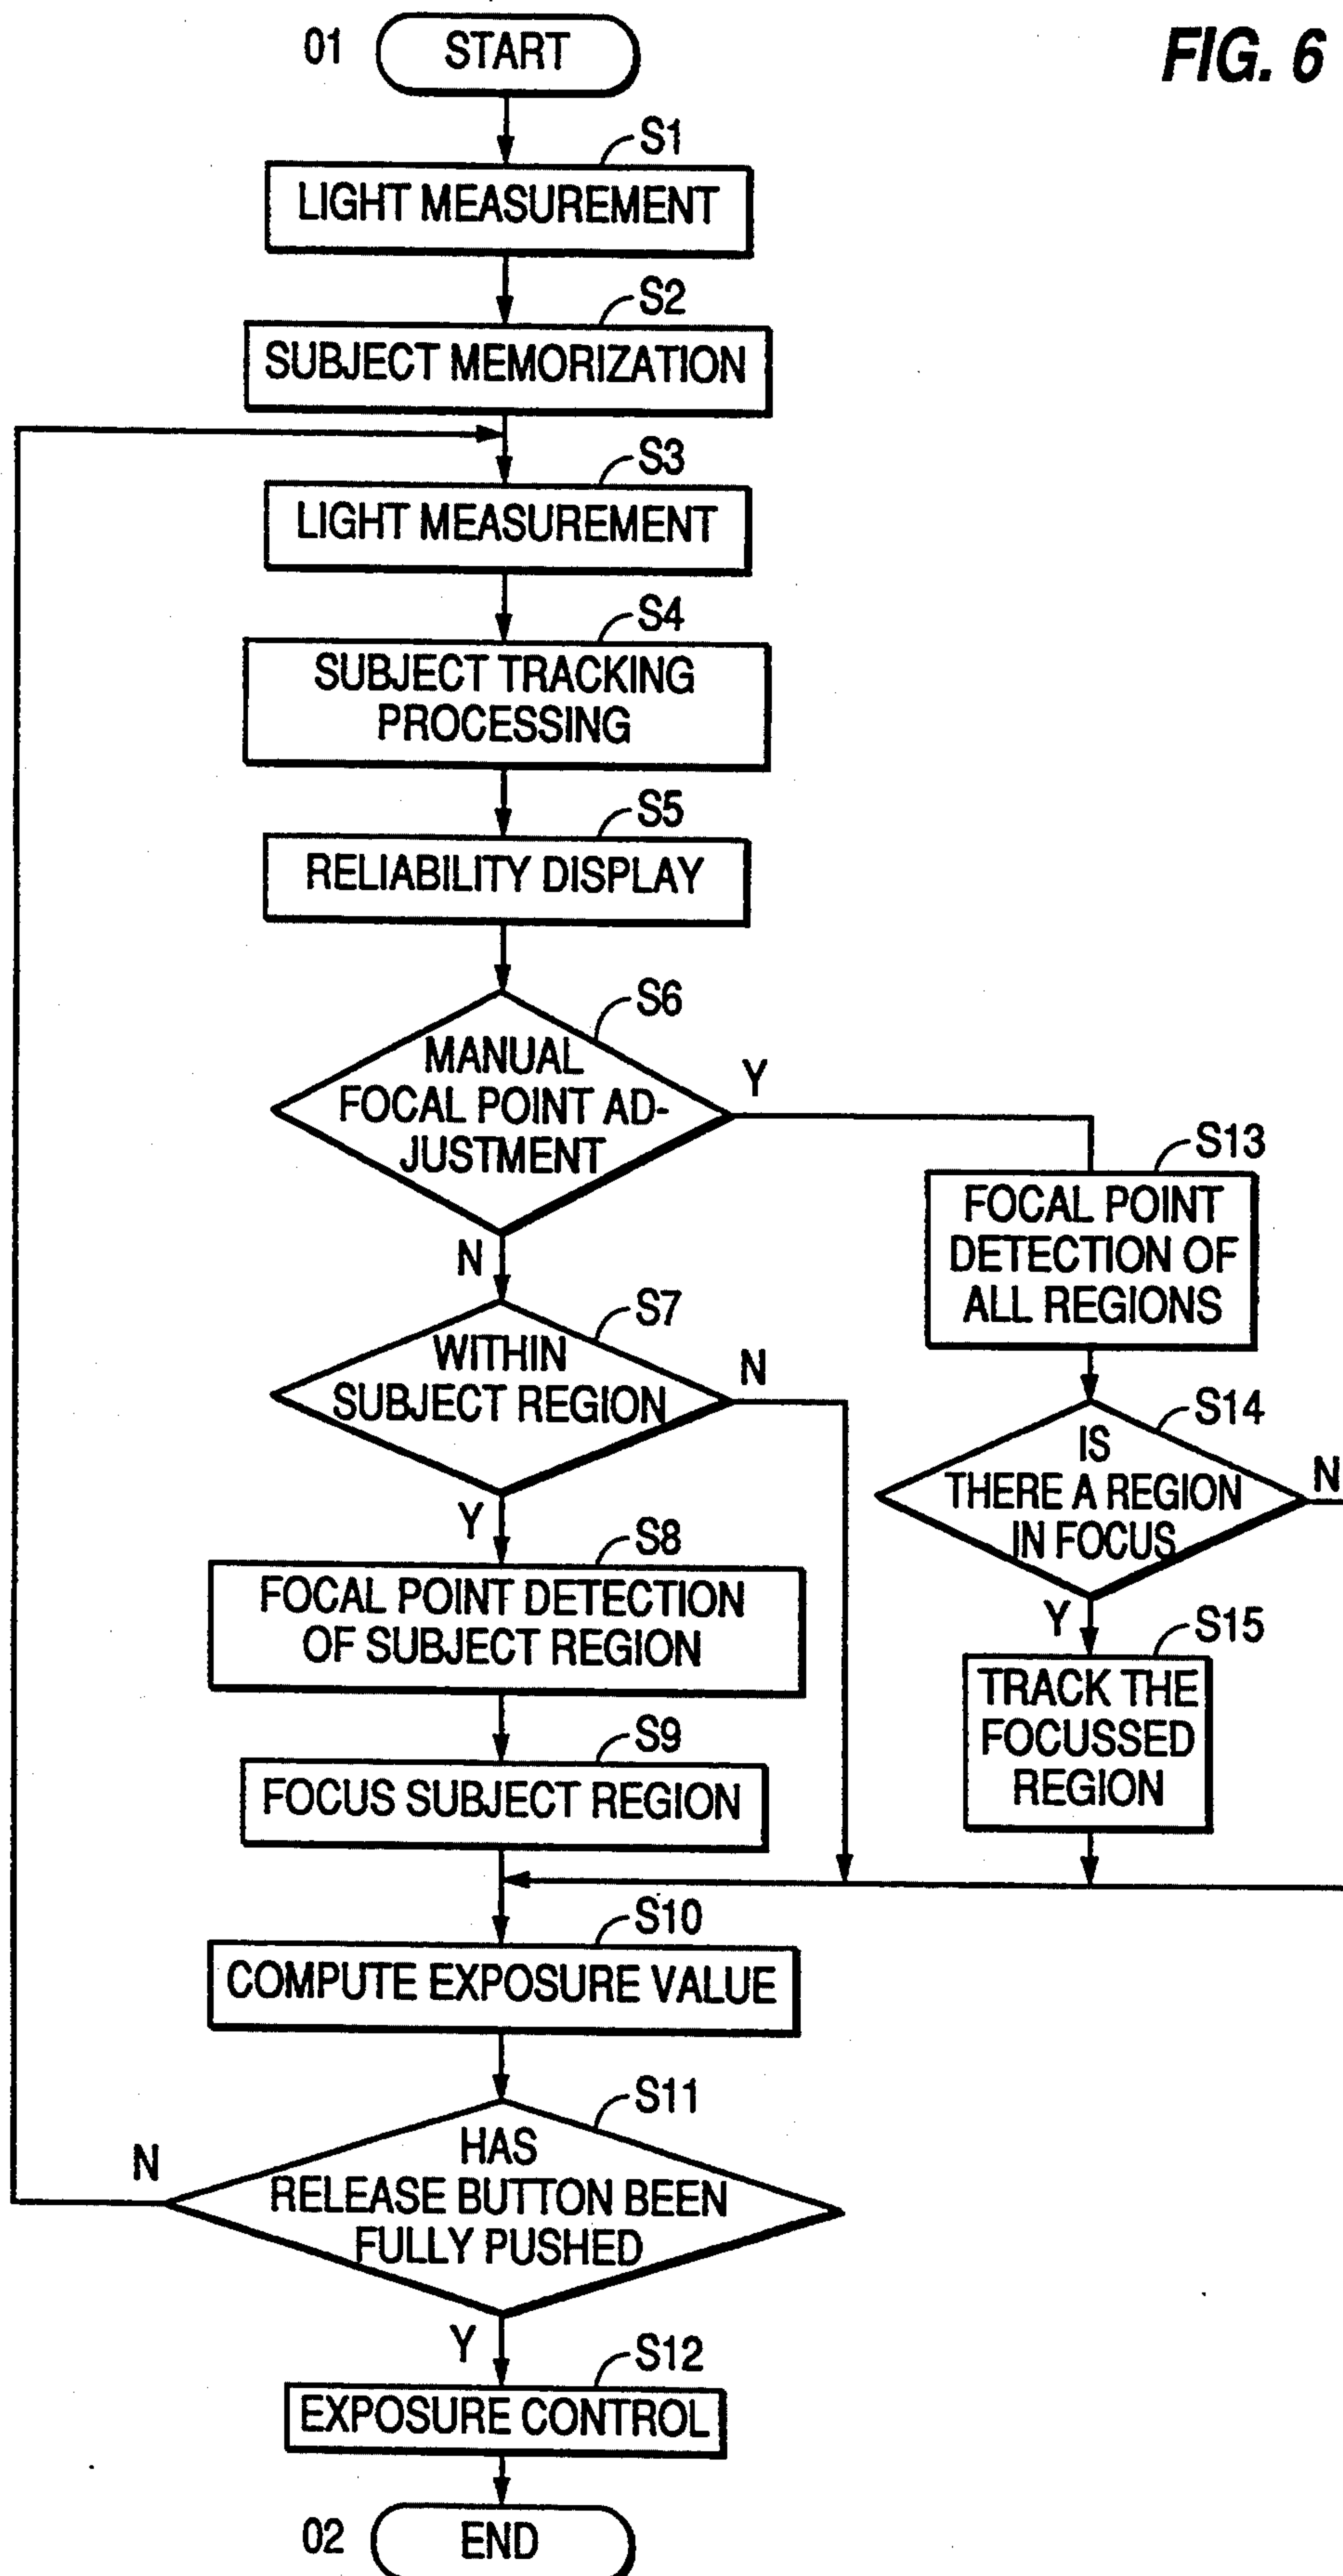 FIG. 6
01 START
S1
LIGHT MEASUREMENT
S2
SUBJECT MEMORIZATION
S3
LIGHT MEASUREMENT
S4
SUBJECT TRACKING
PROCESSING
S5
RELIABILITY DISPLAY
S6
MANUAL
FOCAL POINT AD-
JUSTMENT
Y
N
S7
WITHIN
SUBJECT REGION
N
Y
S8
FOCAL POINT DETECTION
OF SUBJECT REGION
S9
FOCUS SUBJECT REGION
S13
FOCAL POINT
DETECTION OF
ALL REGIONS
S14
IS
THERE A REGION
IN FOCUS
N
Y
S15
TRACK THE
FOCUSSED
REGION
S10
COMPUTE EXPOSURE VALUE
S11
HAS
RELEASE BUTTON BEEN
FULLY PUSHED
N
Y
S12
EXPOSURE CONTROL
02 END